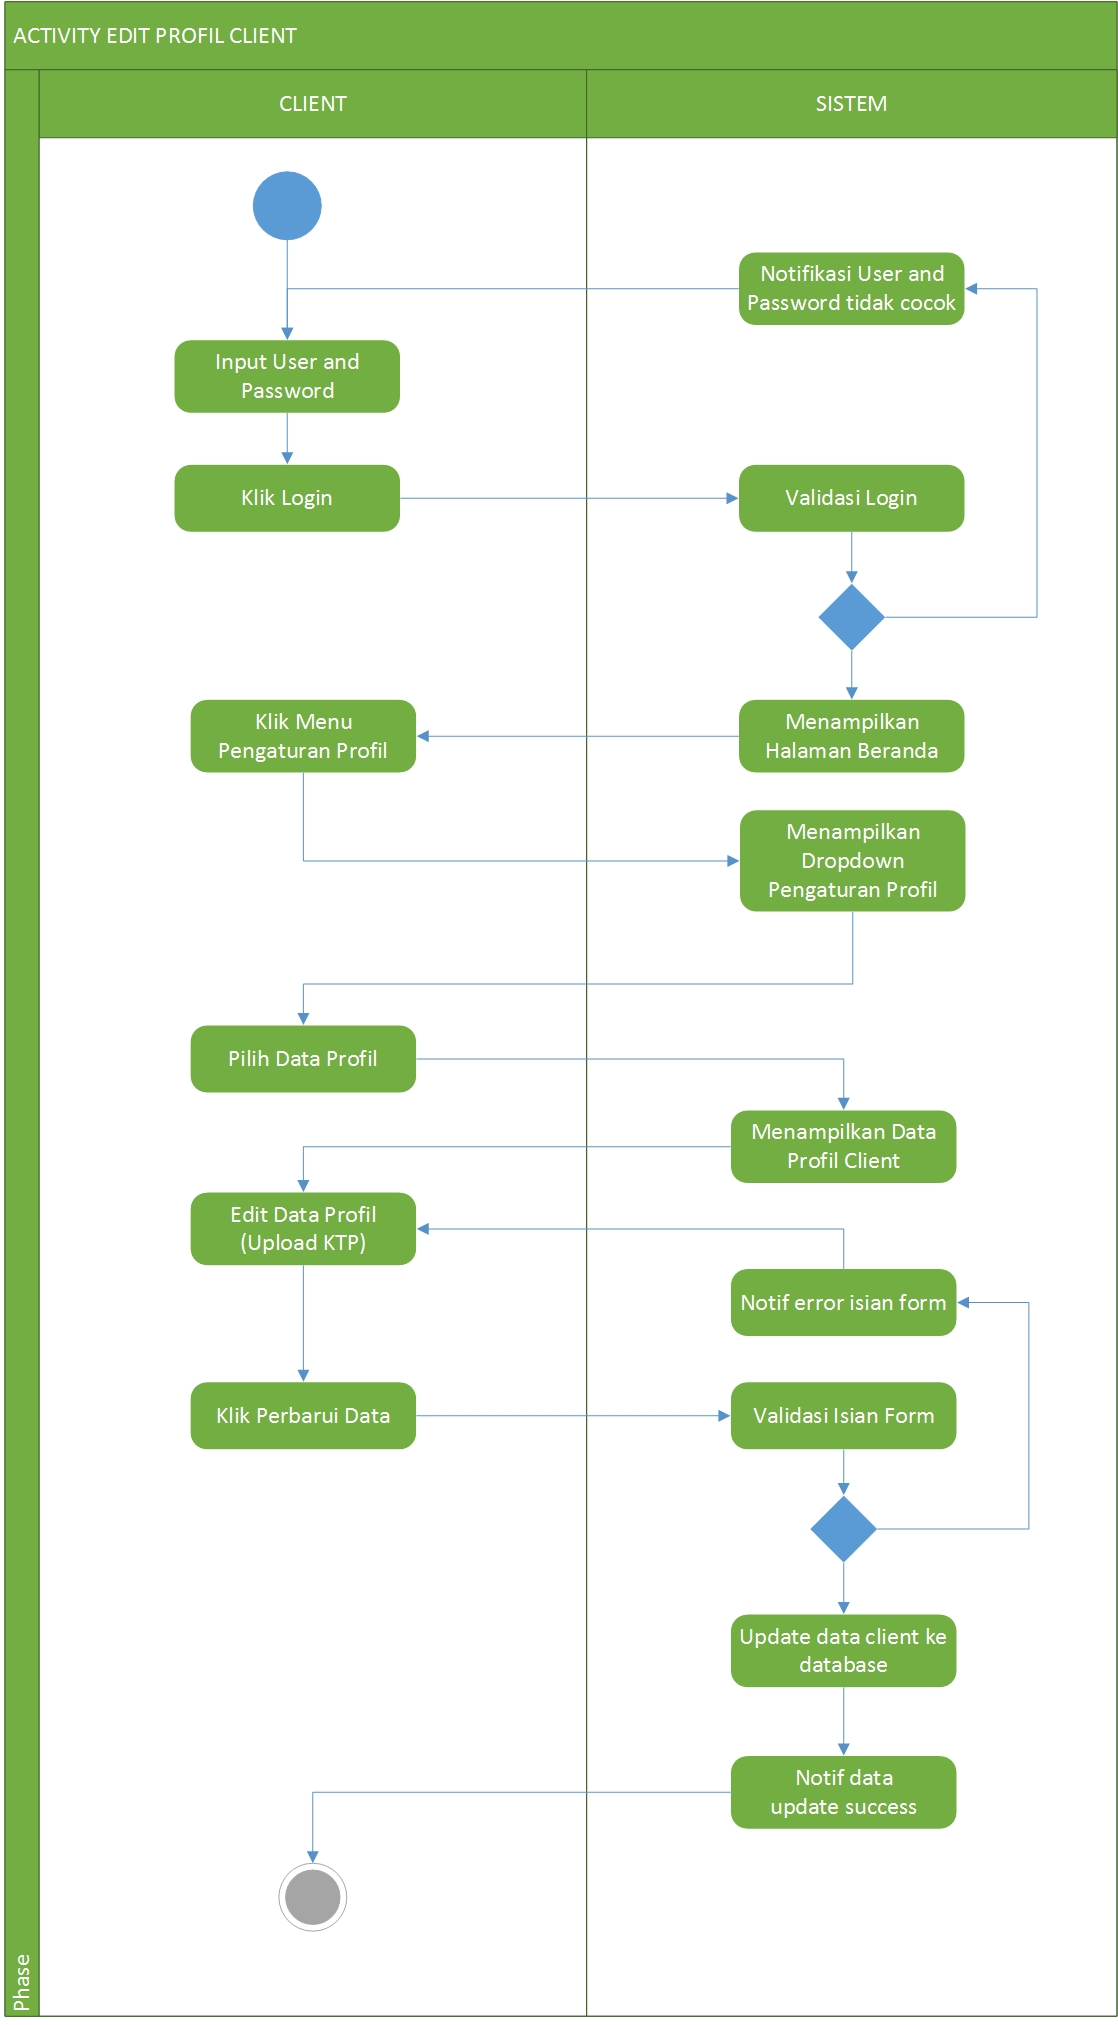 ACTIVITY EDIT PROFIL CLIENT
CLIENT
SISTEM
Notifikasi User and
Password tidak cocok
Input User and
Password
Klik Login
Validasi Login
Klik Menu
Pengaturan Profil
Menampilkan
Halaman Beranda
Menampilkan
Dropdown
Pengaturan Profil
Pilih Data Profil
Menampilkan Data
Profil Client
Edit Data Profil
(Upload KTP)
Notif error isian form
Klik Perbarui Data
Validasi Isian Form
Update data client ke
database
Notif data
update success
Phase